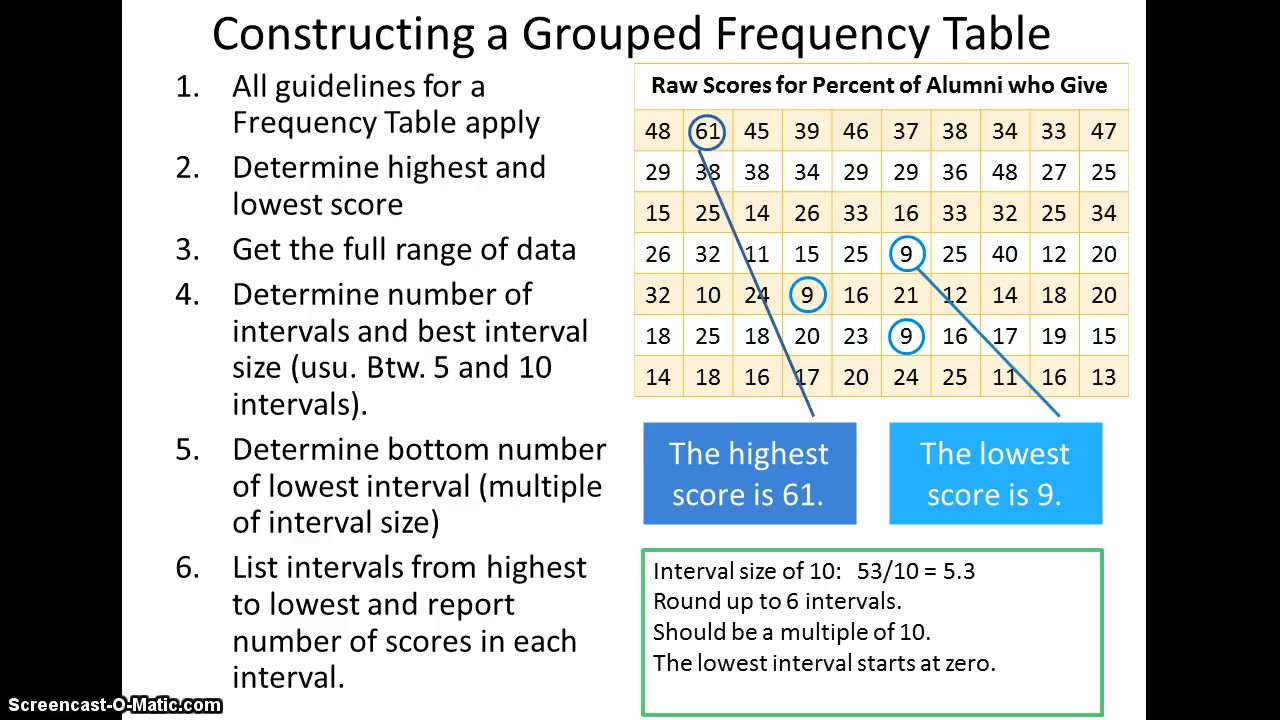 Constructing a Grouped Frequency Table
1. All guidelines for a
Frequency Table apply
2. Determine highest and
lowest score
3. Get the full range of data
4. Determine number of
intervals and best interval
size (usu. Btw. 5 and 10
intervals).
5. Determine bottom number
of lowest interval (multiple
of interval size)
6. List intervals from highest
to lowest and report
number of scores in each
interval.
Raw Scores for Percent of Alumni who Give
48 61 45 39 46 37 38 34 33 47
29 38 38 34 29 29 36 48 27 25
15 25 14 26 33 16 33 32 25 34
26 32 11 15 25 9 25 40 12 20
32 10 24 9 16 21 12 14 18 20
18 25 18 20 23 9 16 17 19 15
14 18 16 17 20 24 25 11 16 13
The highest
score is 61.
The lowest
score is 9.
Interval size of 10: 53/10 = 5.3
Round up to 6 intervals.
Should be a multiple of 10.
The lowest interval starts at zero.
Screencast-O-Matic.com